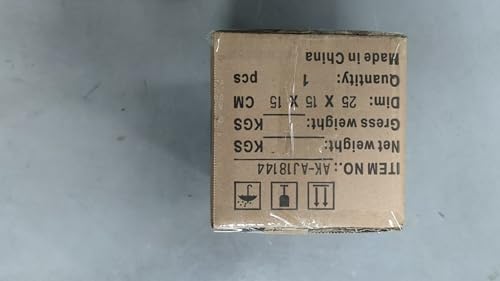 ITEM NO.: AK-AJ18144
Net weight: KGS
Gress weight: KGS
Dim: 25 X 15 X 15 CM
Quantity: 1 pcs
Made in China